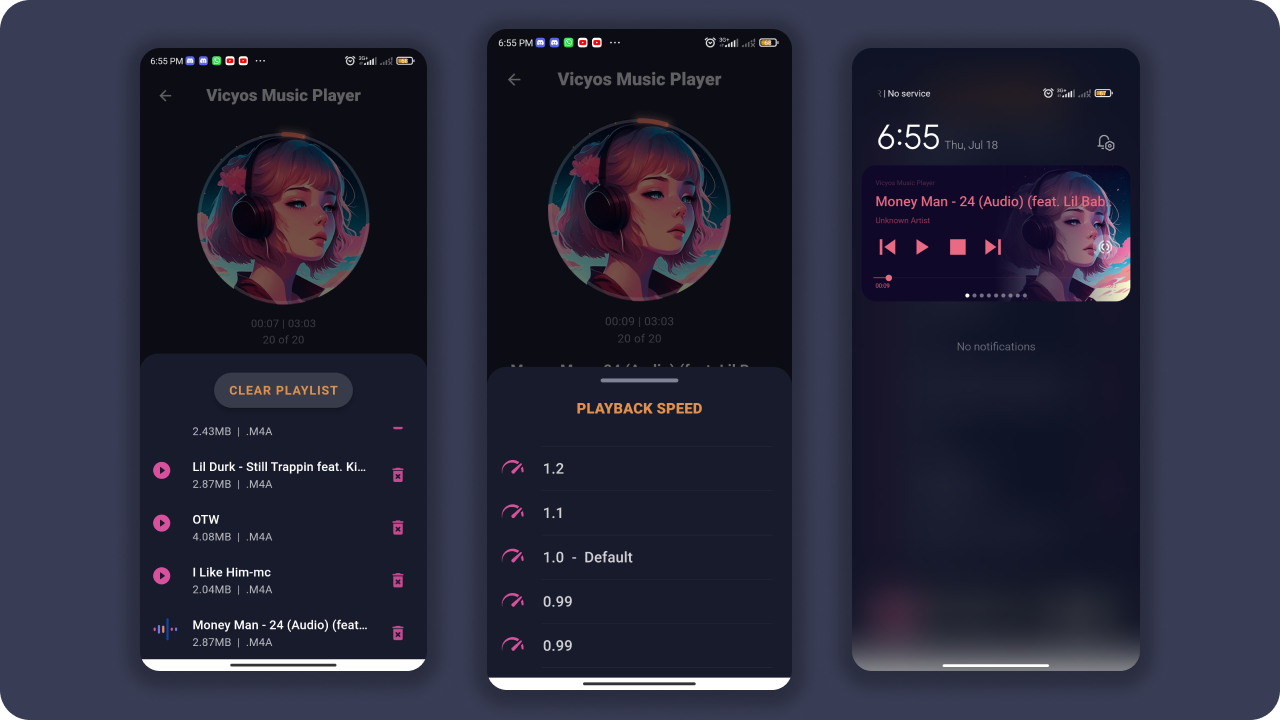 6:55 PM
3G+
Vicyos Music Player
00:07 | 03:03
20 of 20
CLEAR PLAYLIST
2.43MB | .M4A
Lil Durk - Still Trappin feat. Ki...
2.87MB | .M4A
OTW
4.08MB | .M4A
I Like Him-mc
2.04MB | .M4A
Money Man - 24 (Audio) (feat...
2.87MB | .M4A
6:55 PM
3G+
Vicyos Music Player
00:09 | 03:03
20 of 20
PLAYBACK SPEED
1.2
1.1
1.0 - Default
0.99
0.99
| No service
3G+
6:55 Thu, Jul 18
Vicyos Music Player
Money Man - 24 (Audio) (feat. Lil Bab
Unknown Artist
00:09
No notifications